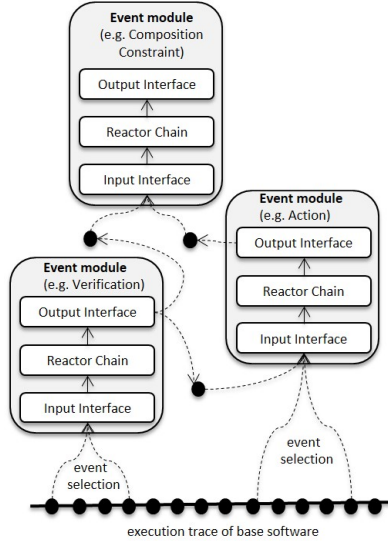 Event module
(e.g. Composition
Constraint)
Output Interface
Reactor Chain
Input Interface
Event module
(e.g. Action)
Output Interface
Reactor Chain
Input Interface
Event module
(e.g. Verification)
Output Interface
Reactor Chain
Input Interface
event
selection
event
selection
execution trace of base software